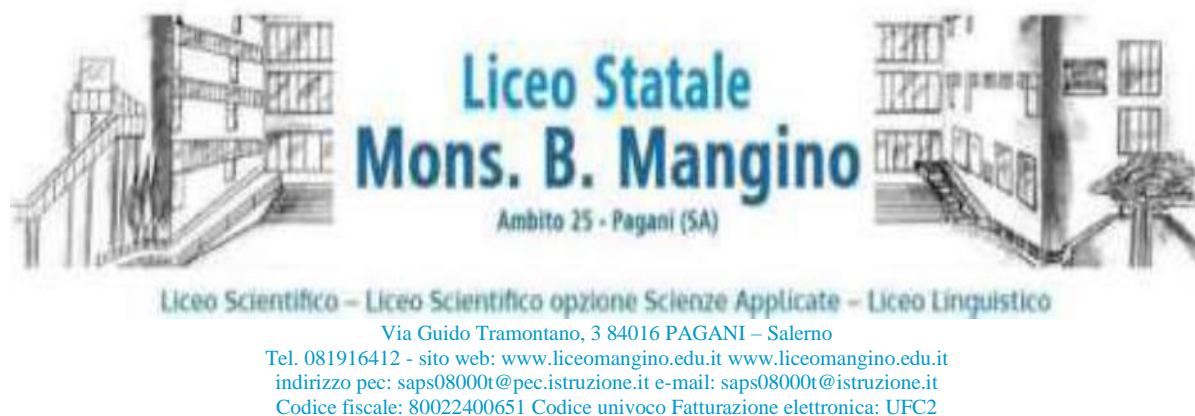 Liceo Statale
Mons. B. Mangino
Ambito 25 - Pagani (SA)
Liceo Scientifico – Liceo Scientifico opzione Scienze Applicate – Liceo Linguistico
Via Guido Tramontano, 3 84016 PAGANI – Salerno
Tel. 081916412 - sito web: www.liceomangino.edu.it www.liceomangino.edu.it
indirizzo pec: saps08000t@pec.istruzione.it e-mail: saps08000t@istruzione.it
Codice fiscale: 80022400651 Codice univoco Fatturazione elettronica: UFC2